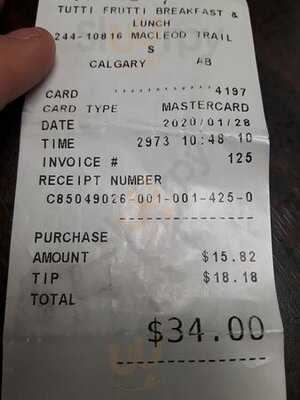 TUTTI FRUTTI BREAKFAST &
LUNCH
244-10816 MACLEOD TRAIL
S
CALGARY AB
CARD ************4197
CARD TYPE MASTERCARD
DATE 2020/01/28
TIME 2973 10:48 10
INVOICE # 125
RECEIPT NUMBER
C85049026-001-001-425-0
PURCHASE
AMOUNT $15.82
TIP $18.18
TOTAL
$34.00